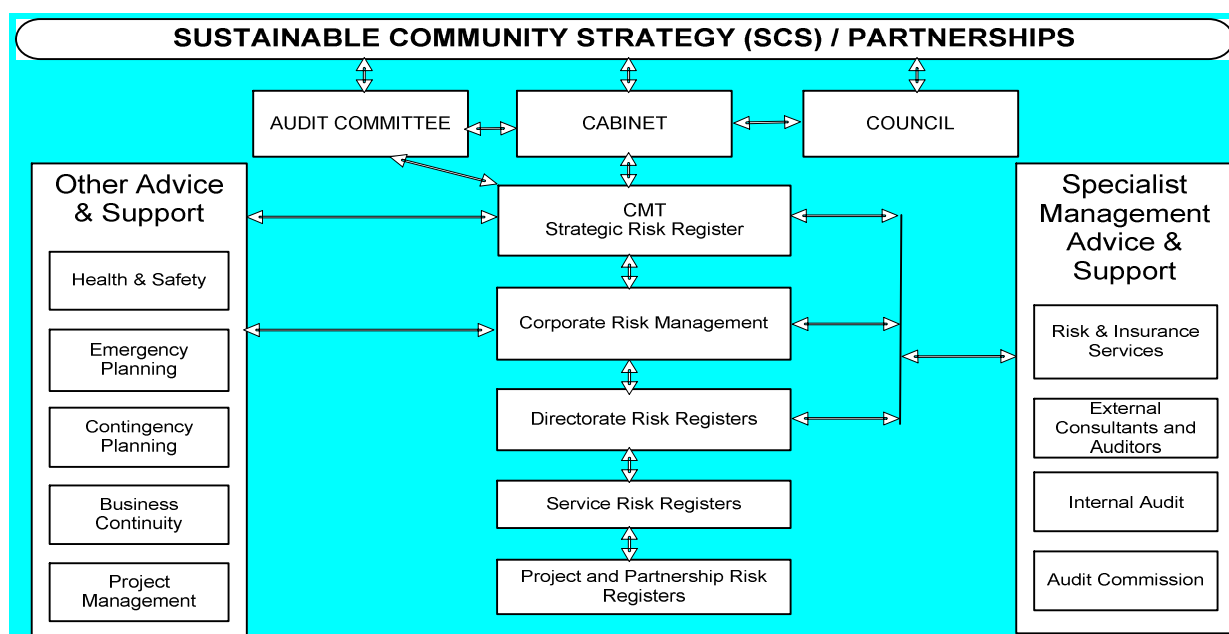 SUSTAINABLE COMMUNITY STRATEGY (SCS) / PARTNERSHIPS
AUDIT COMMITTEE
CABINET
COUNCIL
Other Advice
& Support
Health & Safety
Emergency
Planning
Contingency
Planning
Business
Continuity
Project
Management
CMT
Strategic Risk Register
Corporate Risk Management
Directorate Risk Registers
Service Risk Registers
Project and Partnership Risk
Registers
Specialist
Management
Advice &
Support
Risk & Insurance
Services
External
Consultants and
Auditors
Internal Audit
Audit Commission